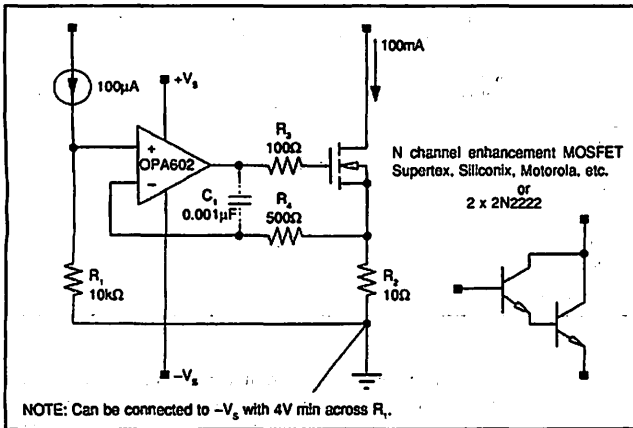 100mA
100µA
+Vs
+
OPA602
−
R3
100Ω
C1
0.001µF
R4
500Ω
N channel enhancement MOSFET
Supertex, Siliconix, Motorola, etc.
or
2 x 2N2222
R1
10kΩ
R2
10Ω
−Vs
NOTE: Can be connected to −Vs with 4V min across R1.